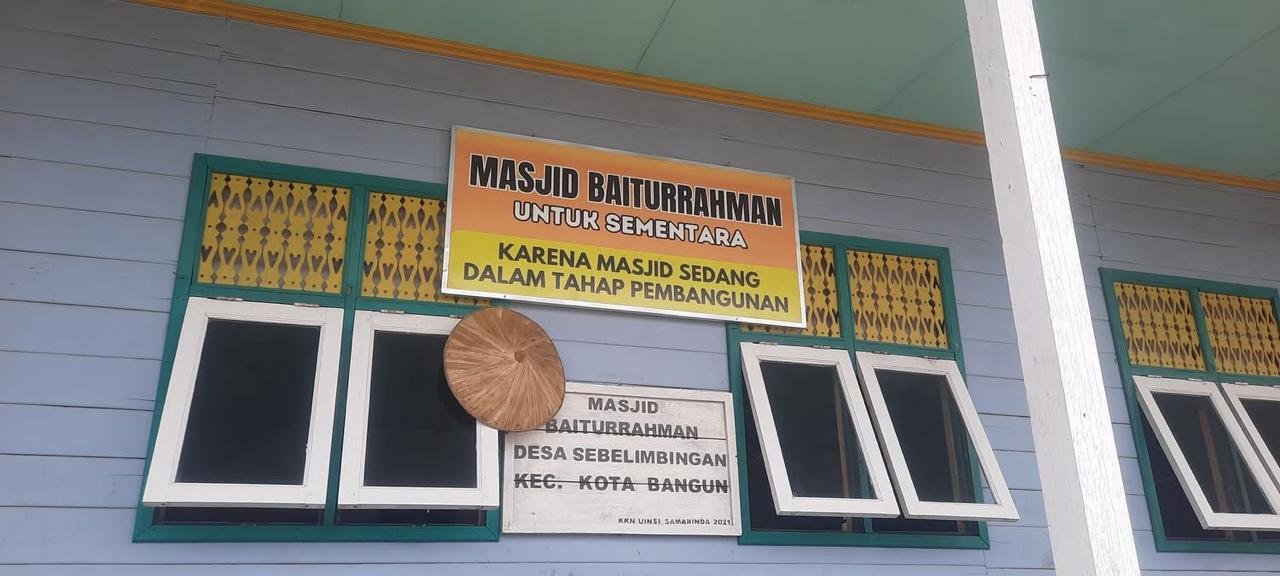 MASJID BAITURRAHMAN
UNTUK SEMENTARA
KARENA MASJID SEDANG
DALAM TAHAP PEMBANGUNAN
MASJID
BAITURRAHMAN
DESA SEBELIMBINGAN
KEC. KOTA BANGUN
KKN UINSI SAMARINDA 2021